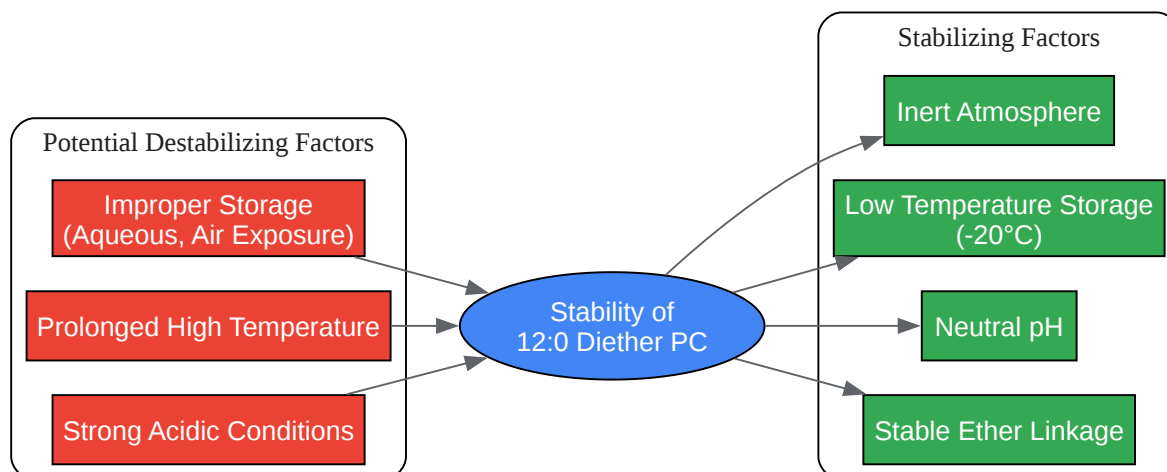 Potential Destabilizing Factors
Improper Storage
(Aqueous, Air Exposure)
Prolonged High Temperature
Strong Acidic Conditions
Stability of
12:0 Diether PC
Stabilizing Factors
Inert Atmosphere
Low Temperature Storage
(-20°C)
Neutral pH
Stable Ether Linkage